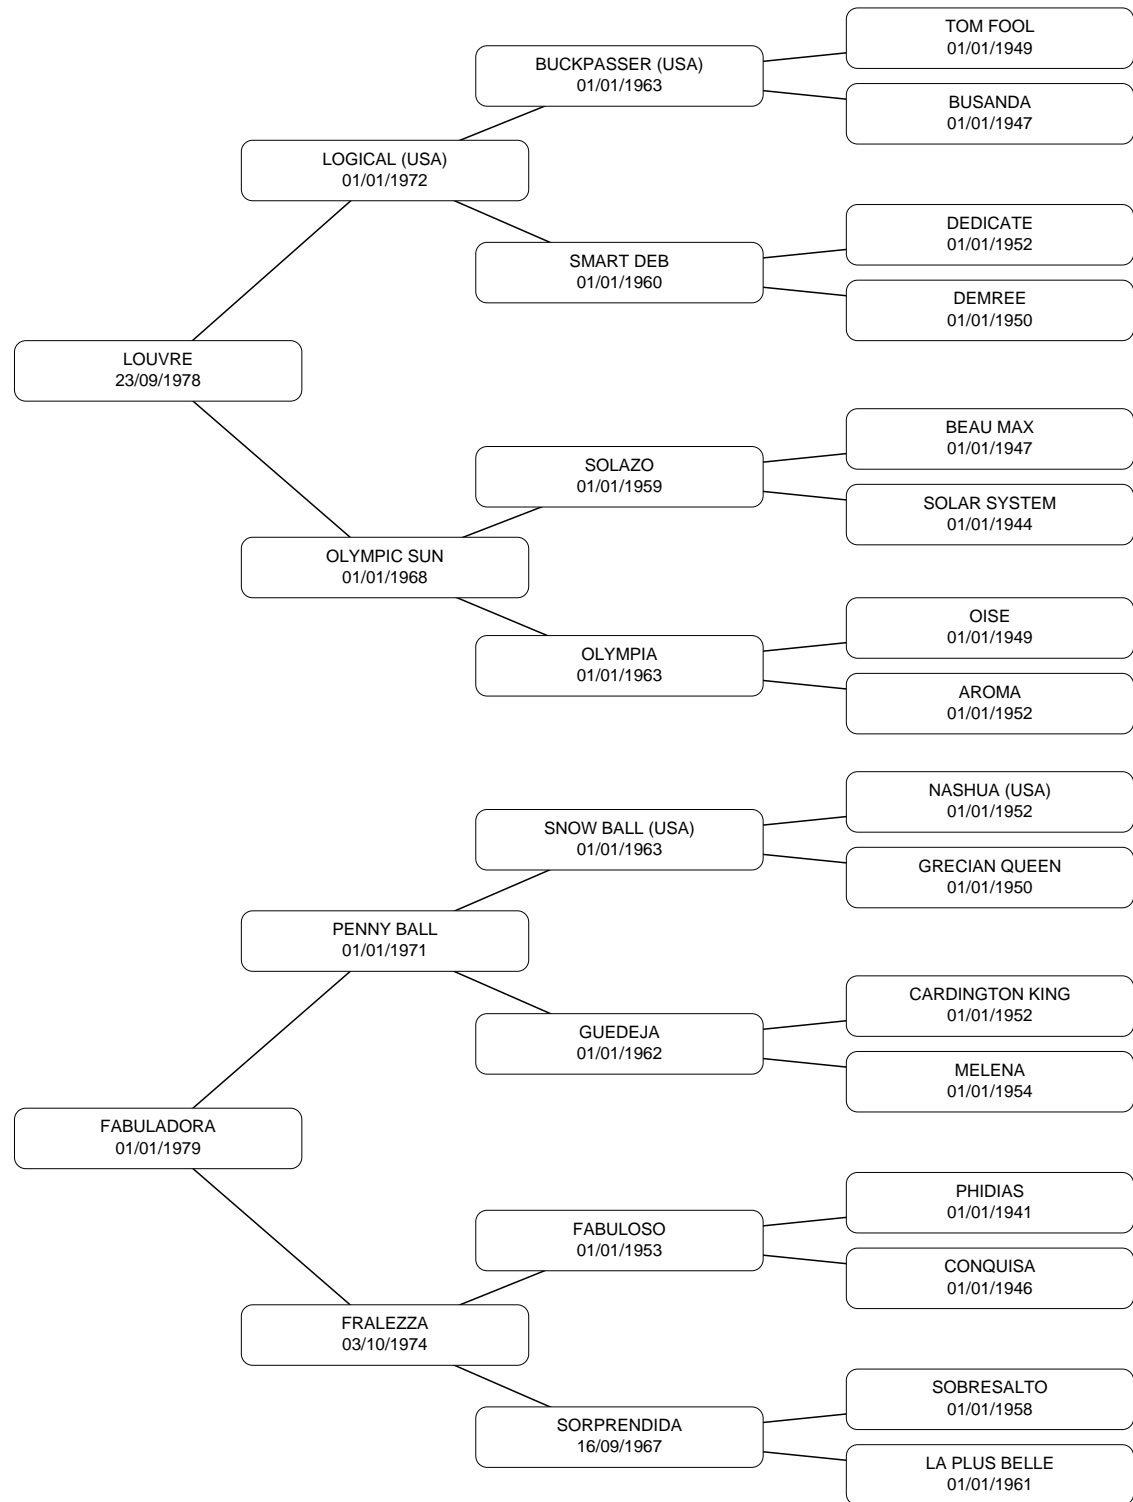 TOM FOOL
01/01/1949
BUCKPASSER (USA)
01/01/1963
BUSANDA
01/01/1947
LOGICAL (USA)
01/01/1972
DEDICATE
01/01/1952
SMART DEB
01/01/1960
DEMREE
01/01/1950
LOUVRE
23/09/1978
BEAU MAX
01/01/1947
SOLAZO
01/01/1959
SOLAR SYSTEM
01/01/1944
OLYMPIC SUN
01/01/1968
OISE
01/01/1949
OLYMPIA
01/01/1963
AROMA
01/01/1952
NASHUA (USA)
01/01/1952
SNOW BALL (USA)
01/01/1963
GRECIAN QUEEN
01/01/1950
PENNY BALL
01/01/1971
CARDINGTON KING
01/01/1952
GUEDEJA
01/01/1962
MELENA
01/01/1954
FABULADORA
01/01/1979
PHIDIAS
01/01/1941
FABULOSO
01/01/1953
CONQUISA
01/01/1946
FRALEZZA
03/10/1974
SOBRESALTO
01/01/1958
SORPRENDIDA
16/09/1967
LA PLUS BELLE
01/01/1961